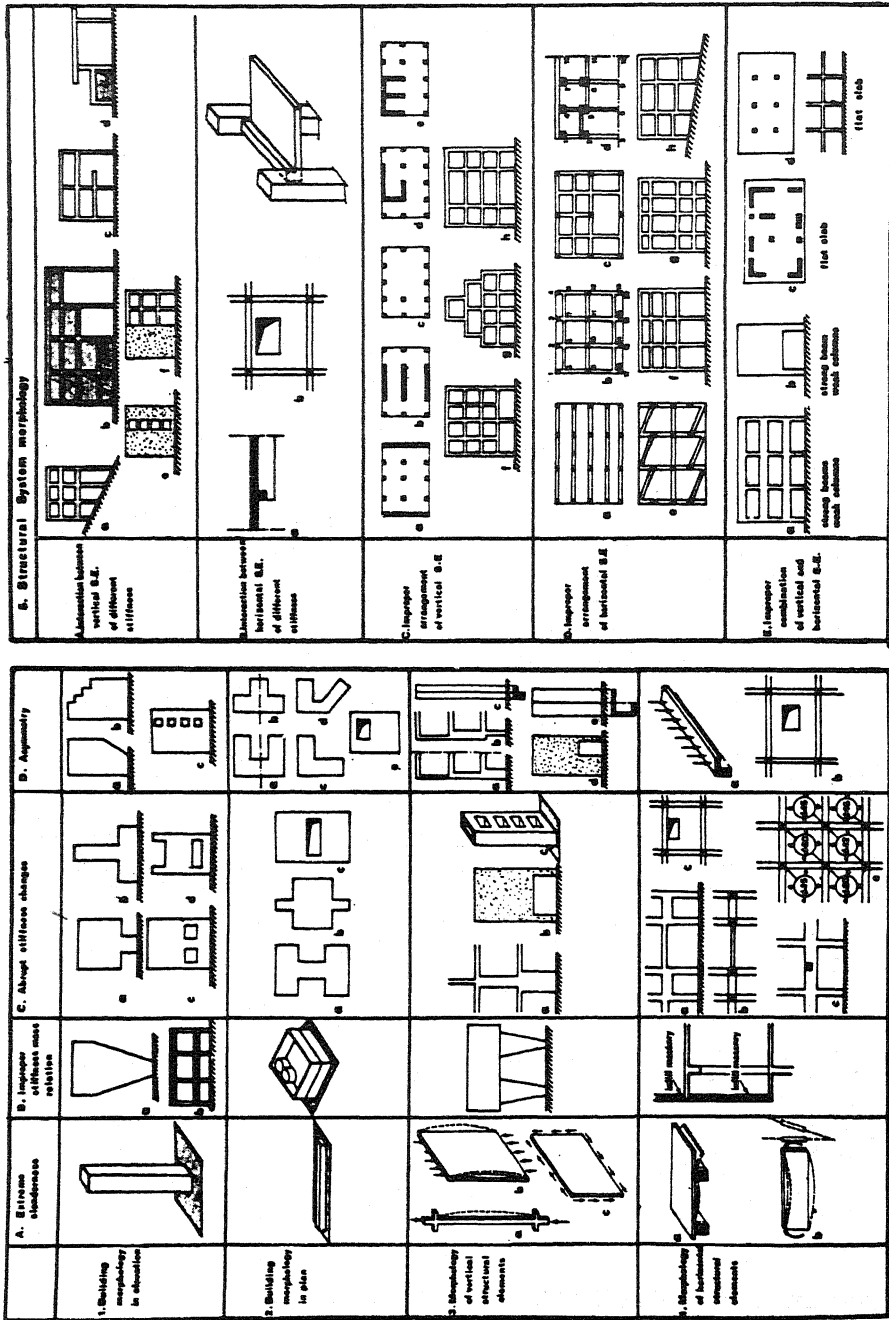 A. Extreme slenderness
B. Improper stiffness mass relation
C. Abrupt stiffness changes
D. Asymmetry
1. Building
morphology
in elevation
a
b
a
b
c
d
a
b
c
2. Building
morphology
in plan
a
b
c
a
b
c
d
e
3. Morphology
of vertical
structural
elements
a
b
c
a
b
c
a
b
c
d
e
4. Morphology
of horizontal
structural
elements
a
b
infill masonry
infill masonry
a
b
c
c
e
a
b
5. Structural System morphology
A. Interaction between
vertical S.E.
of different
stiffness
a
b
c
d
e
f
B. Interaction between
horizontal S.E.
of different
stiffness
a
b
C. Improper
arrangement
of vertical S-E
a
b
c
d
e
f
g
h
D. Improper
arrangement
of horizontal S.E
a
b
c
d
e
f
g
h
E. Improper
combination
of vertical and
horizontal S-E.
a
b
c
d
strong beams
weak columns
strong beams
weak columns
flat slab
flat slab